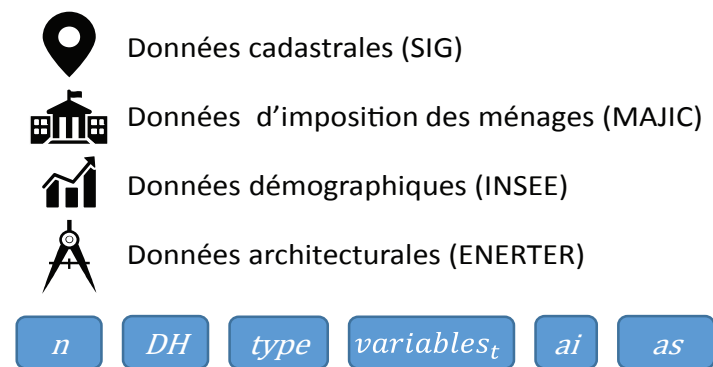 Données cadastrales (SIG)
Données d'imposition des ménages (MAJIC)
Données démographiques (INSEE)
Données architecturales (ENERTER)
n DH type variables_t ai as